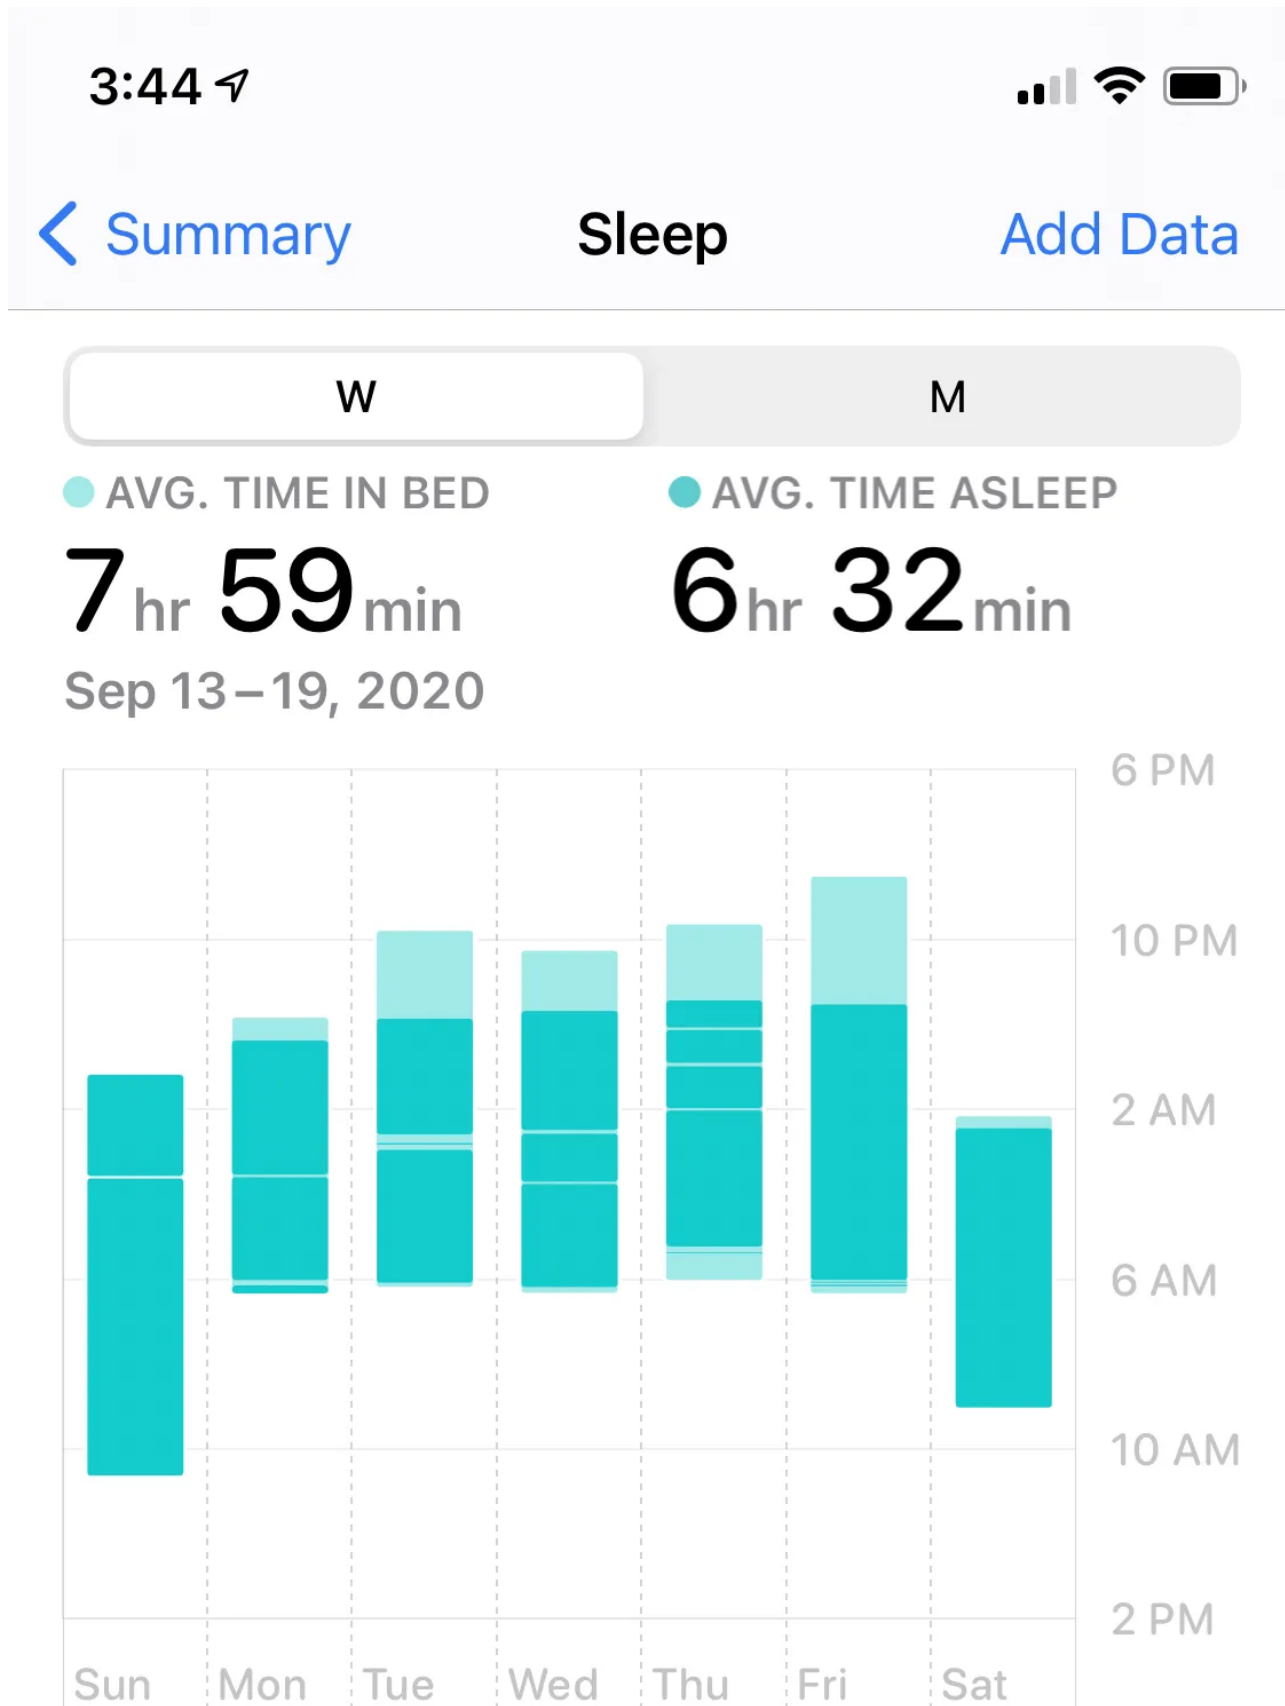 3:44
Summary Sleep Add Data
W M
AVG. TIME IN BED AVG. TIME ASLEEP
7 hr 59 min 6 hr 32 min
Sep 13–19, 2020
6 PM
10 PM
2 AM
6 AM
10 AM
2 PM
Sun Mon Tue Wed Thu Fri Sat